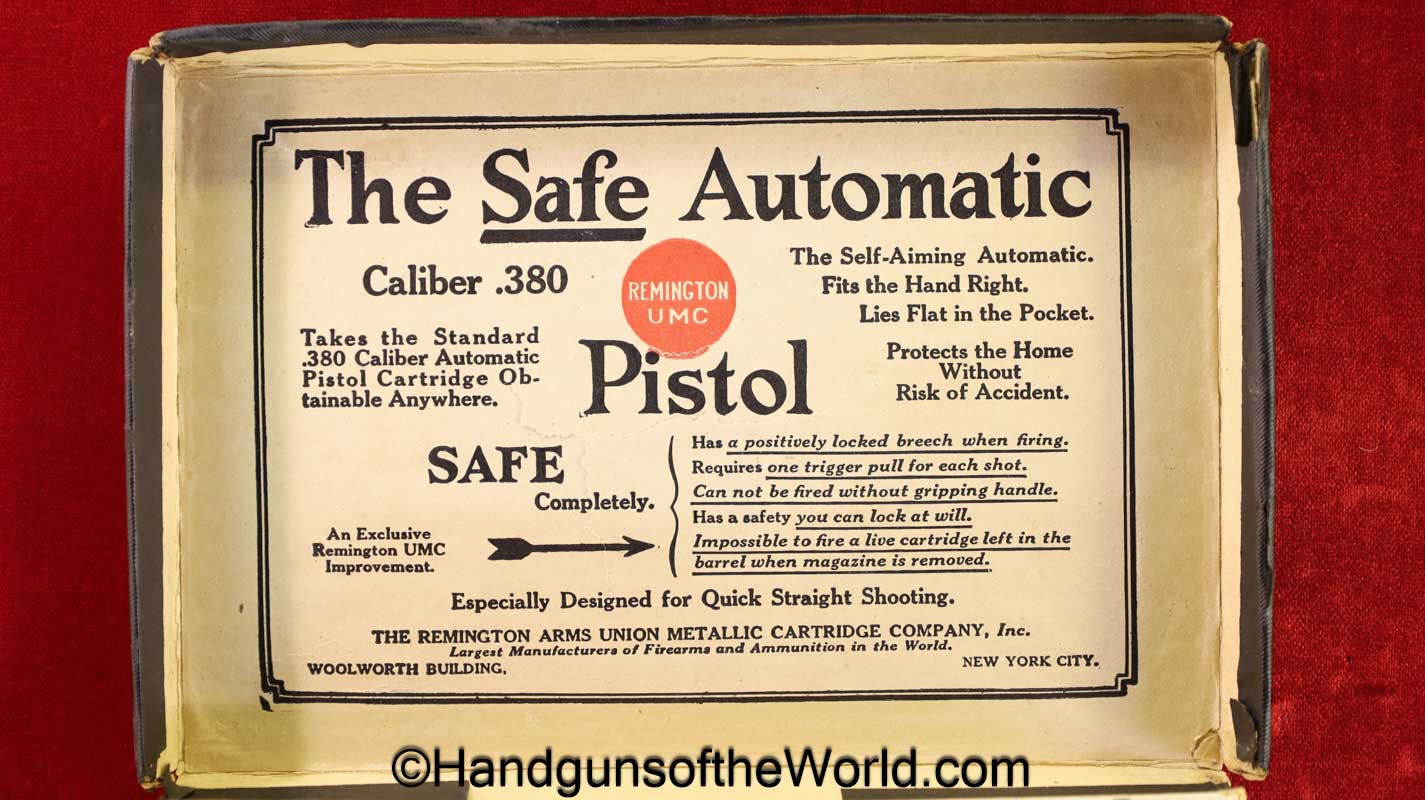 The Safe Automatic
Caliber .380
REMINGTON
UMC
The Self-Aiming Automatic.
Fits the Hand Right.
Lies Flat in the Pocket.
Takes the Standard
.380 Caliber Automatic
Pistol Cartridge Ob-
tainable Anywhere.
Pistol
Protects the Home
Without
Risk of Accident.
SAFE
Completely.
An Exclusive
Remington UMC
Improvement.
Has a positively locked breech when firing.
Requires one trigger pull for each shot.
Can not be fired without gripping handle.
Has a safety you can lock at will.
Impossible to fire a live cartridge left in the
barrel when magazine is removed.
Especially Designed for Quick Straight Shooting.
THE REMINGTON ARMS UNION METALLIC CARTRIDGE COMPANY, Inc.
Largest Manufacturers of Firearms and Ammunition in the World.
WOOLWORTH BUILDING, NEW YORK CITY.
©HandgunsoftheWorld.com